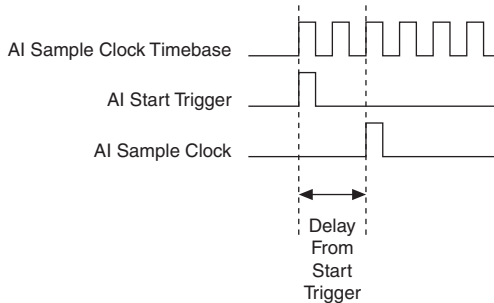 AI Sample Clock Timebase
AI Start Trigger
AI Sample Clock
Delay
From
Start
Trigger